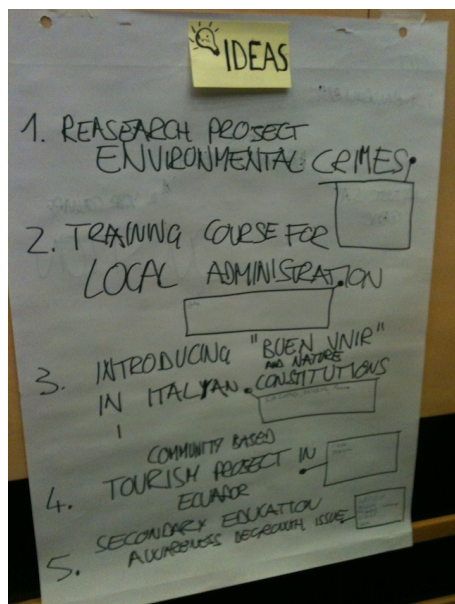 IDEAS
1. REASEARCH PROJECT
ENVIRONMENTAL CRIMES
2. TRAINING COURSE FOR
LOCAL ADMINISTRATION
3. INTRODUCING "BUEN VIVIR"
AND NATURE
IN ITALYAN CONSTITUTIONS
COMMUNITY BASED
4. TOURISM PROJECT IN
ECUADOR
5. SECONDARY EDUCATION
AWARENESS DEGROWTH ISSUE